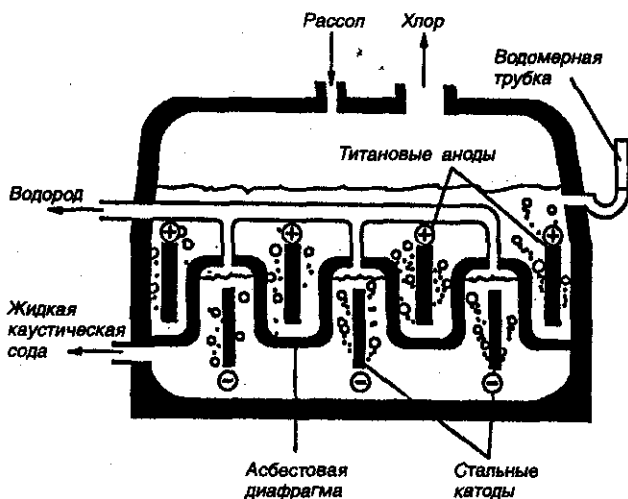 Рассол
Хлор
Водомерная
трубка
Титановые аноды
Водород
Жидкая
каустическая
сода
Асбестовая
диафрагма
Стальные
катоды